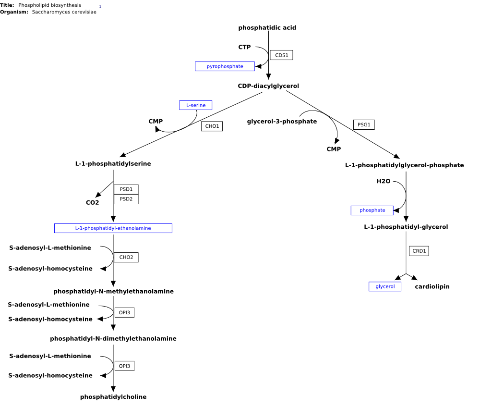 Title: Phospholipid biosynthesis
Organism: Saccharomyces cerevisiae
phosphatidic acid
CTP
CDS1
pyrophosphate
CDP-diacylglycerol
L-serine
CMP
CHO1
glycerol-3-phosphate
PGS1
CMP
L-1-phosphatidylserine
L-1-phosphatidylglycerol-phosphate
PSD1
PSD2
CO2
H2O
phosphate
L-1-phosphatidyl-ethanolamine
L-1-phosphatidyl-glycerol
S-adenosyl-L-methionine
CHO2
S-adenosyl-homocysteine
CRD1
glycerol
cardiolipin
phosphatidyl-N-methylethanolamine
S-adenosyl-L-methionine
OPI3
S-adenosyl-homocysteine
phosphatidyl-N-dimethylethanolamine
S-adenosyl-L-methionine
OPI3
S-adenosyl-homocysteine
phosphatidylcholine